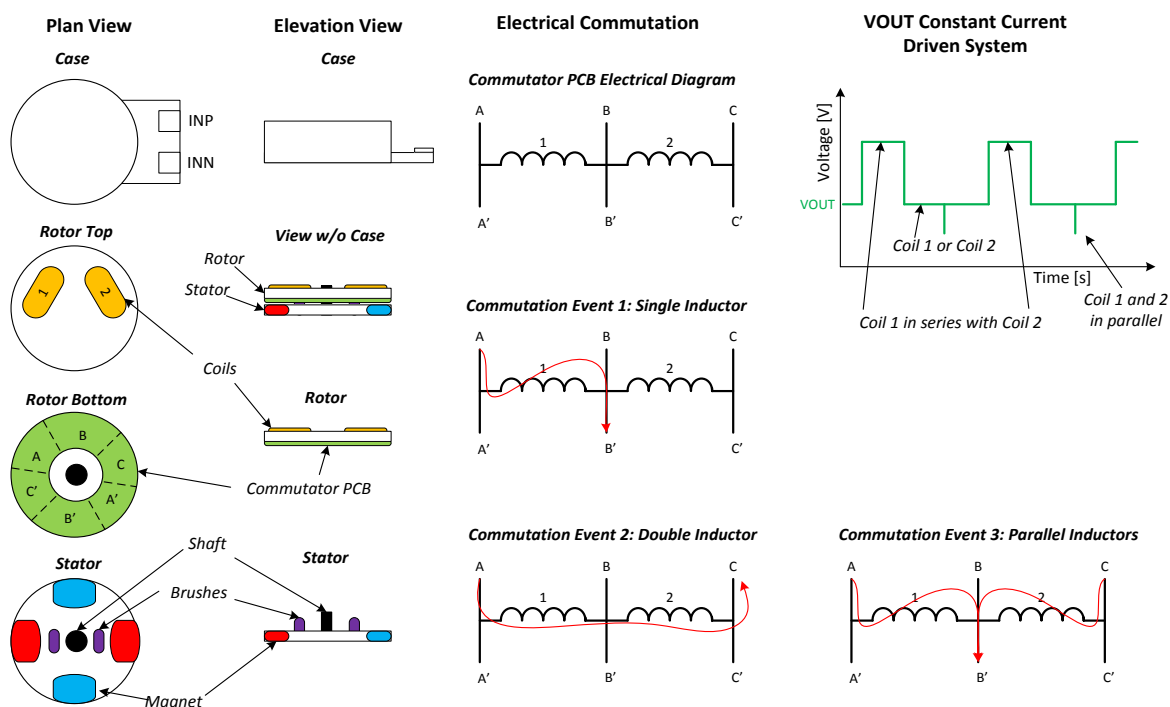 Plan View
Case
INP
INN
Rotor Top
1
2
Coils
Rotor Bottom
B
A
C
C′
A′
B′
Commutator PCB
Stator
Shaft
Brushes
Magnet
Elevation View
Case
View w/o Case
Rotor
Stator
Rotor
Stator
Electrical Commutation
Commutator PCB Electrical Diagram
A B C
1 2
A′ B′ C′
Commutation Event 1: Single Inductor
A B C
1 2
A′ B′ C′
Commutation Event 2: Double Inductor
A B C
1 2
A′ B′ C′
VOUT Constant Current
Driven System
Voltage [V]
VOUT
Coil 1 or Coil 2
Time [s]
Coil 1 in series with Coil 2
Coil 1 and 2
in parallel
Commutation Event 3: Parallel Inductors
A B C
1 2
A′ B′ C′